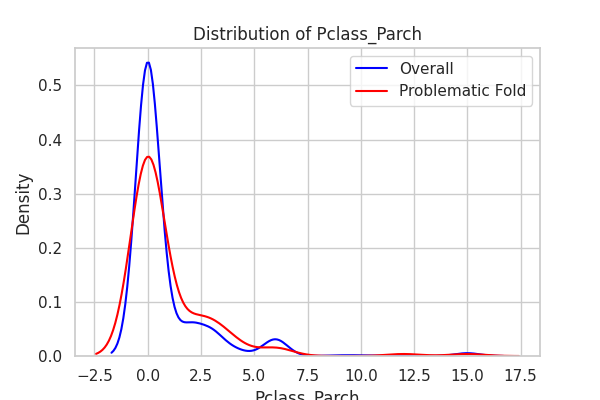 Distribution of Pclass_Parch
Overall
Problematic Fold
Density
0.5
0.4
0.3
0.2
0.1
0.0
−2.5 0.0 2.5 5.0 7.5 10.0 12.5 15.0 17.5
Pclass_Parch